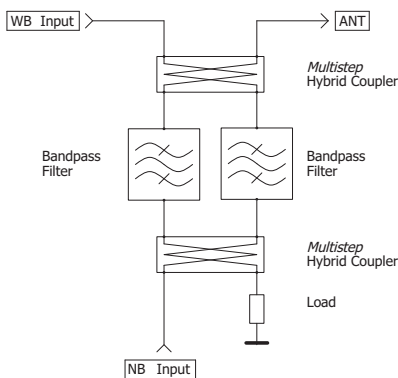 WB Input
ANT
Multistep
Hybrid Coupler
Bandpass
Filter
Bandpass
Filter
Multistep
Hybrid Coupler
Load
NB Input